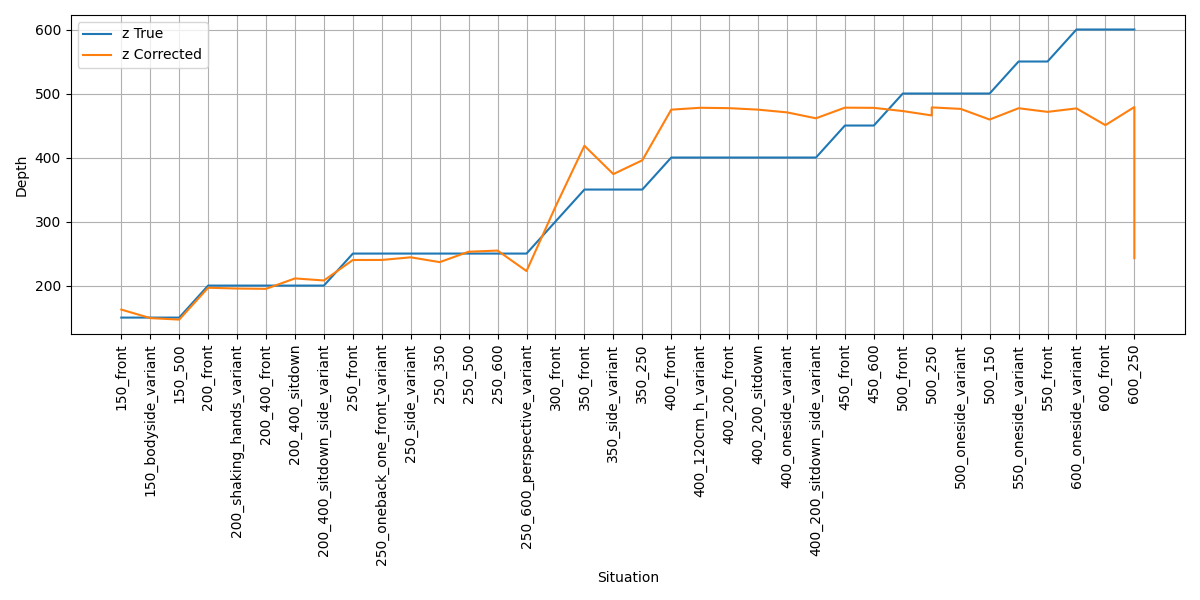 z True
z Corrected
600
500
400
300
200
Depth
150_front
150_bodyside_variant
150_500
200_front
200_shaking_hands_variant
200_400_front
200_400_sitdown
200_400_sitdown_side_variant
250_front
250_oneback_one_front_variant
250_side_variant
250_350
250_500
250_600
250_600_perspective_variant
300_front
350_front
350_side_variant
350_250
400_front
400_120cm_h_variant
400_200_front
400_200_sitdown
400_oneside_variant
400_200_sitdown_side_variant
450_front
450_600
500_front
500_250
500_oneside_variant
500_150
550_oneside_variant
550_front
600_oneside_variant
600_front
600_250
Situation